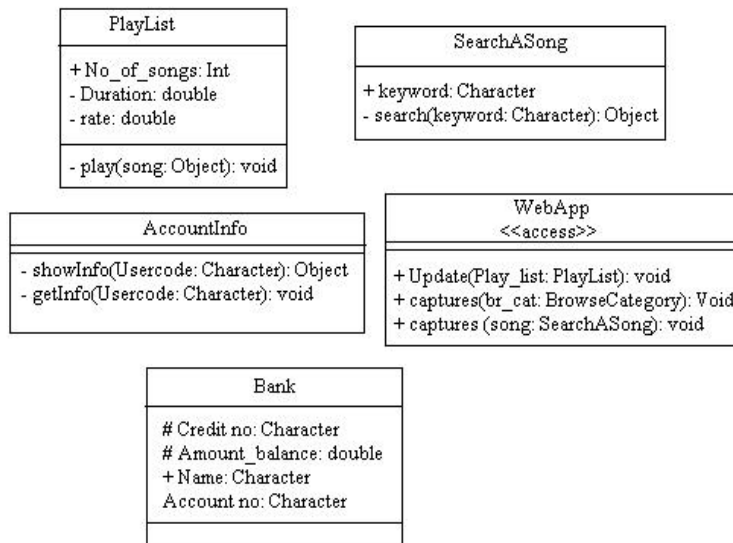 PlayList
+ No_of_songs: Int
- Duration: double
- rate: double
- play(song: Object): void
SearchASong
+ keyword: Character
- search(keyword: Character): Object
AccountInfo
- showInfo(Usercode: Character): Object
- getInfo(Usercode: Character): void
WebApp
<<access>>
+ Update(Play_list: PlayList): void
+ captures(br_cat: BrowseCategory): Void
+ captures (song: SearchASong): void
Bank
# Credit no: Character
# Amount_balance: double
+ Name: Character
Account no: Character